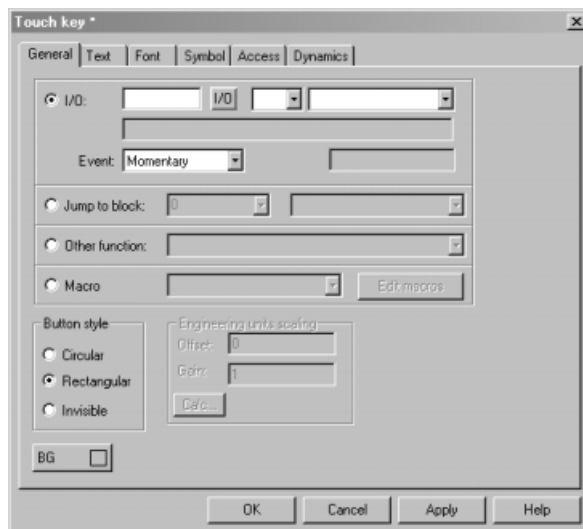 Touch key *
General Text Font Symbol Access Dynamics
I/O: I/O
Event: Momentary
Jump to block: 0
Other function:
Macro Edit macros
Button style Engineering units scaling
Offset: 0
Circular
Gain: 1
Rectangular
Calc...
Invisible
BG
OK Cancel Apply Help